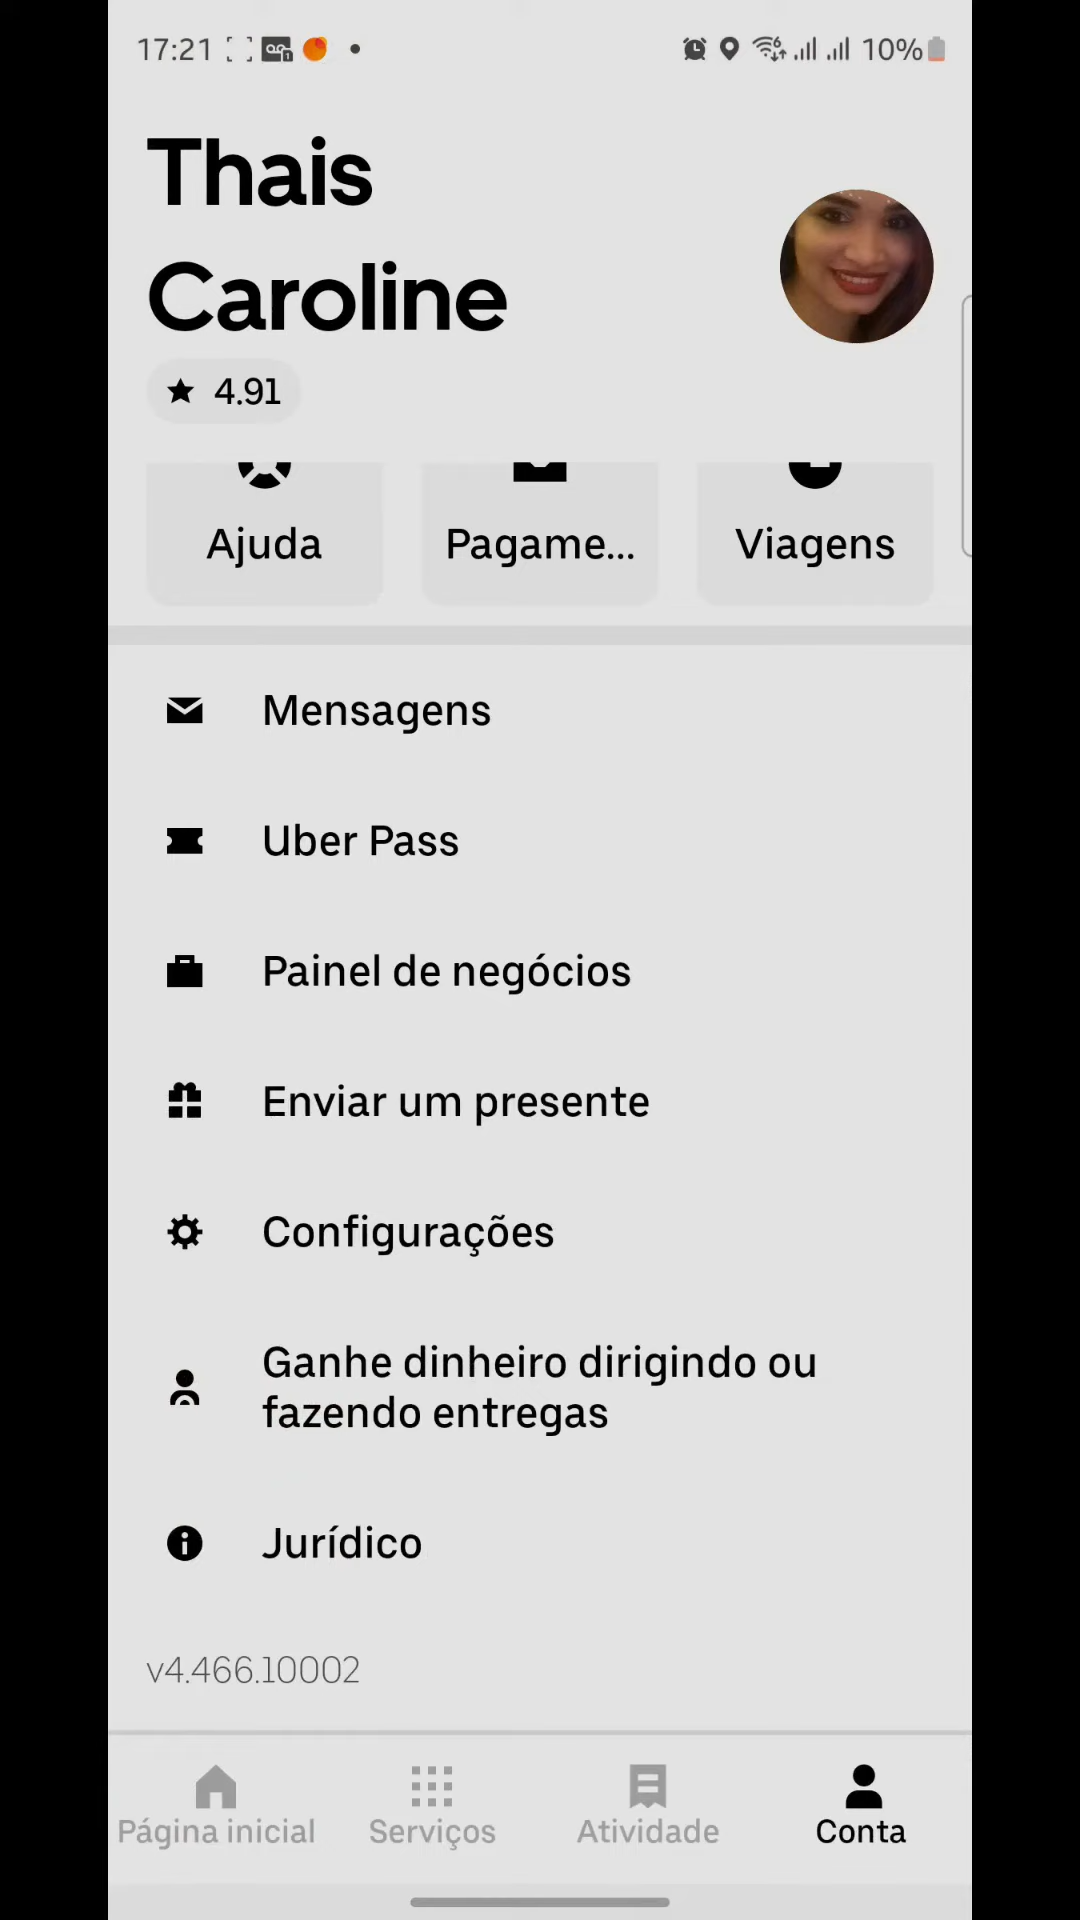 17:21
10%
Thais
Caroline
4.91
Ajuda
Pagame...
Viagens
Mensagens
Uber Pass
Painel de negócios
Enviar um presente
Configurações
Ganhe dinheiro dirigindo ou
fazendo entregas
Jurídico
v4.466.10002
Página inicial
Serviços
Atividade
Conta